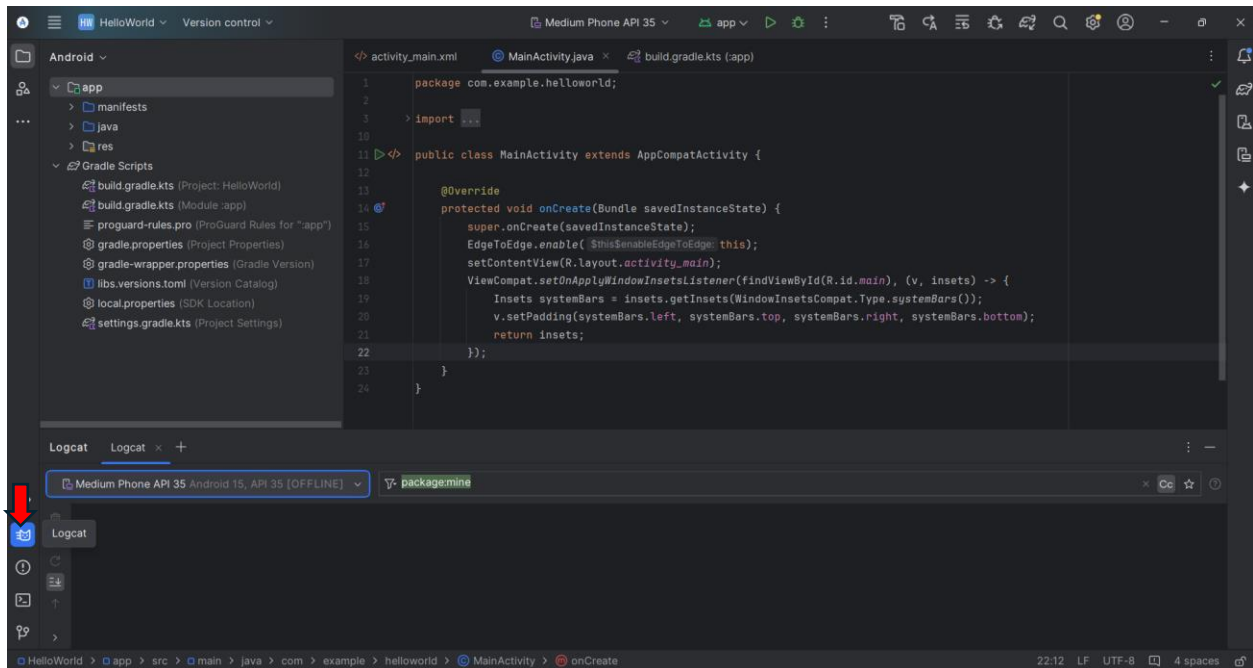 HW HelloWorld Version control Medium Phone API 35 app
Android
app
manifests
java
res
Gradle Scripts
build.gradle.kts (Project: HelloWorld)
build.gradle.kts (Module :app)
proguard-rules.pro (ProGuard Rules for ":app")
gradle.properties (Project Properties)
gradle-wrapper.properties (Gradle Version)
libs.versions.toml (Version Catalog)
local.properties (SDK Location)
settings.gradle.kts (Project Settings)
activity_main.xml MainActivity.java build.gradle.kts (:app)
1 package com.example.helloworld;
2
3 import ...
10
11 public class MainActivity extends AppCompatActivity {
12
13 @Override
14 protected void onCreate(Bundle savedInstanceState) {
15 super.onCreate(savedInstanceState);
16 EdgeToEdge.enable( $this$enableEdgeToEdge: this);
17 setContentView(R.layout.activity_main);
18 ViewCompat.setOnApplyWindowInsetsListener(findViewById(R.id.main), (v, insets) -> {
19 Insets systemBars = insets.getInsets(WindowInsetsCompat.Type.systemBars());
20 v.setPadding(systemBars.left, systemBars.top, systemBars.right, systemBars.bottom);
21 return insets;
22 });
23 }
24 }
Logcat Logcat
Medium Phone API 35 Android 15, API 35 [OFFLINE] package:mine Cc
Logcat
HelloWorld > app > src > main > java > com > example > helloworld > MainActivity > onCreate 22:12 LF UTF-8 4 spaces